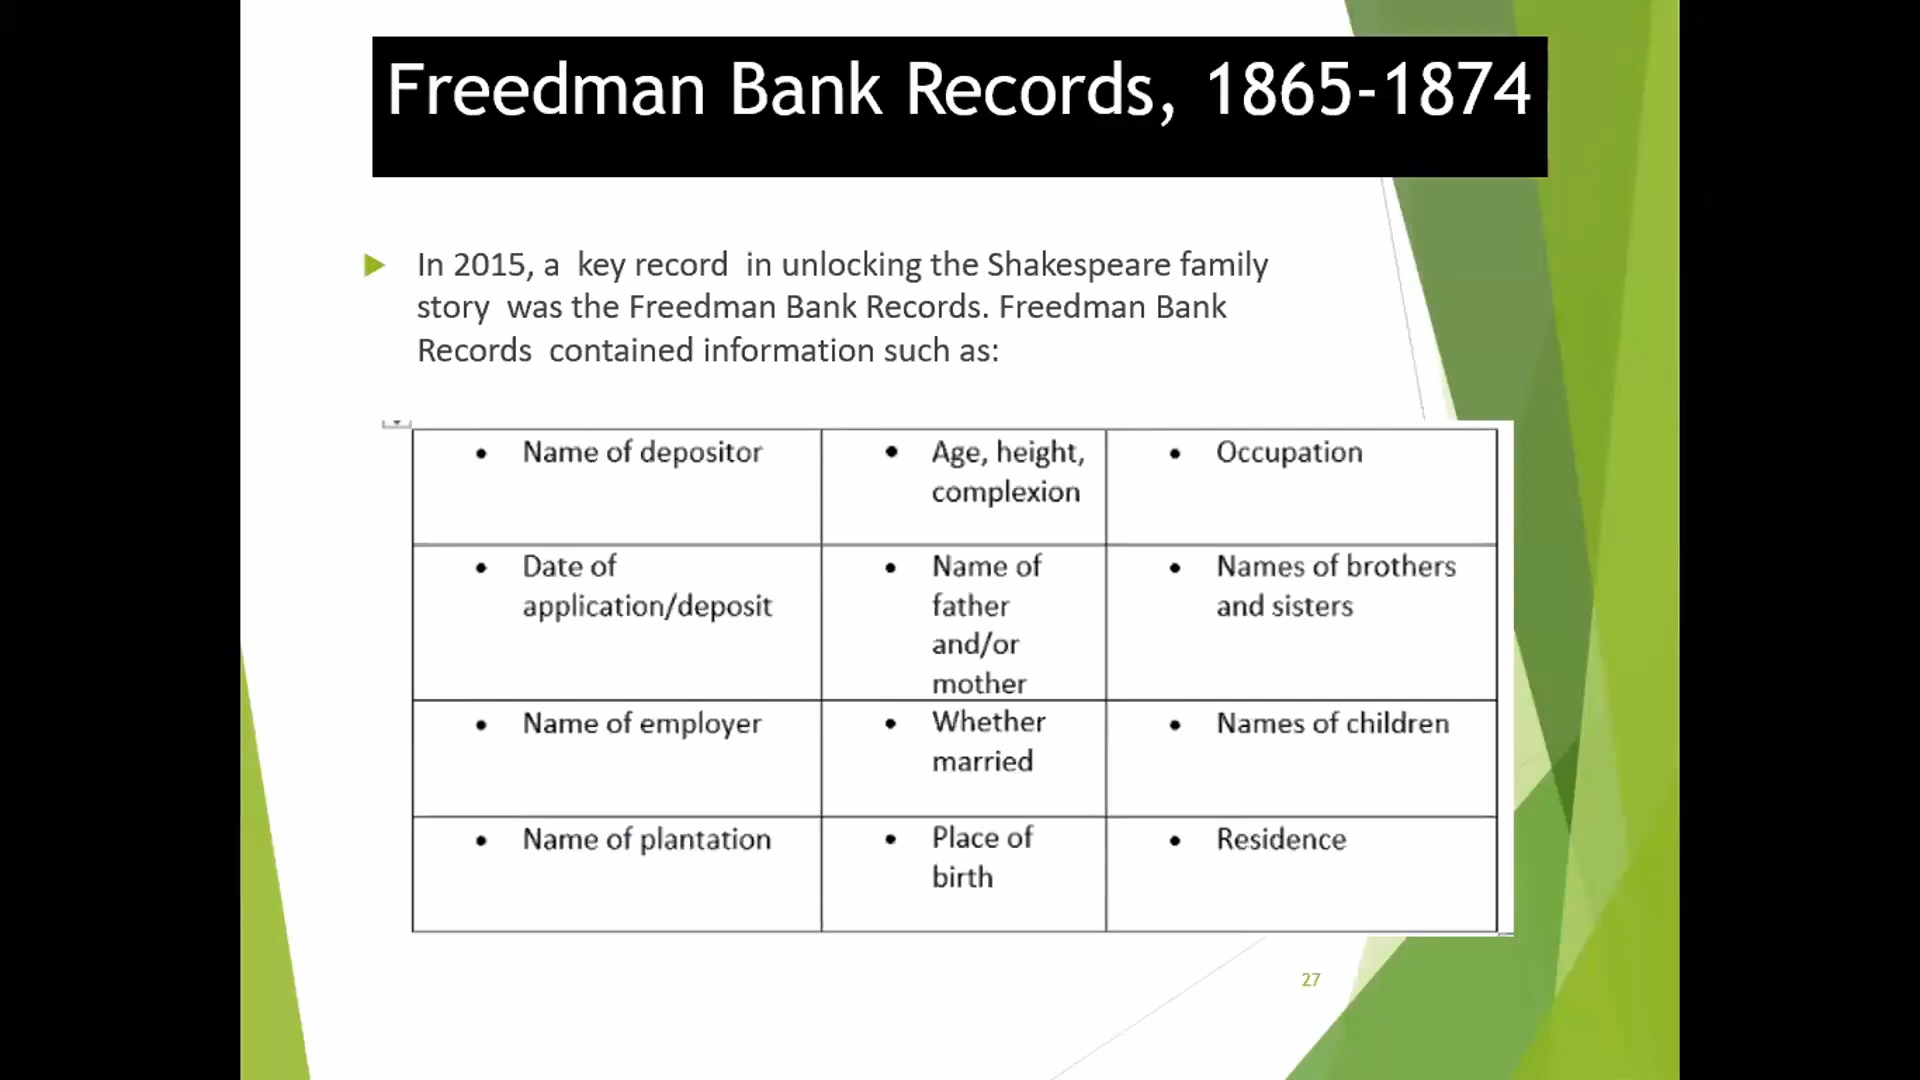 Freedman Bank Records, 1865-1874
In 2015, a key record in unlocking the Shakespeare family
story was the Freedman Bank Records. Freedman Bank
Records contained information such as:
• Name of depositor
• Age, height,
complexion
• Occupation
• Date of
application/deposit
• Name of
father
and/or
mother
• Names of brothers
and sisters
• Name of employer
• Whether
married
• Names of children
• Name of plantation
• Place of
birth
• Residence
27